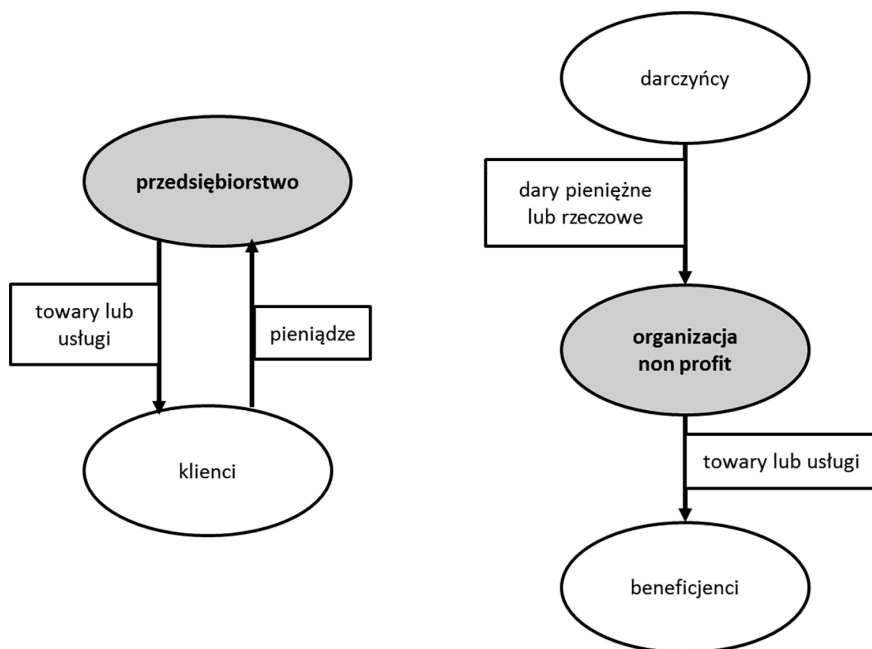 przedsiębiorstwo
towary lub
usługi
pieniądze
klienci
darczyńcy
dary pieniężne
lub rzeczowe
organizacja
non profit
towary lub usługi
beneficjenci